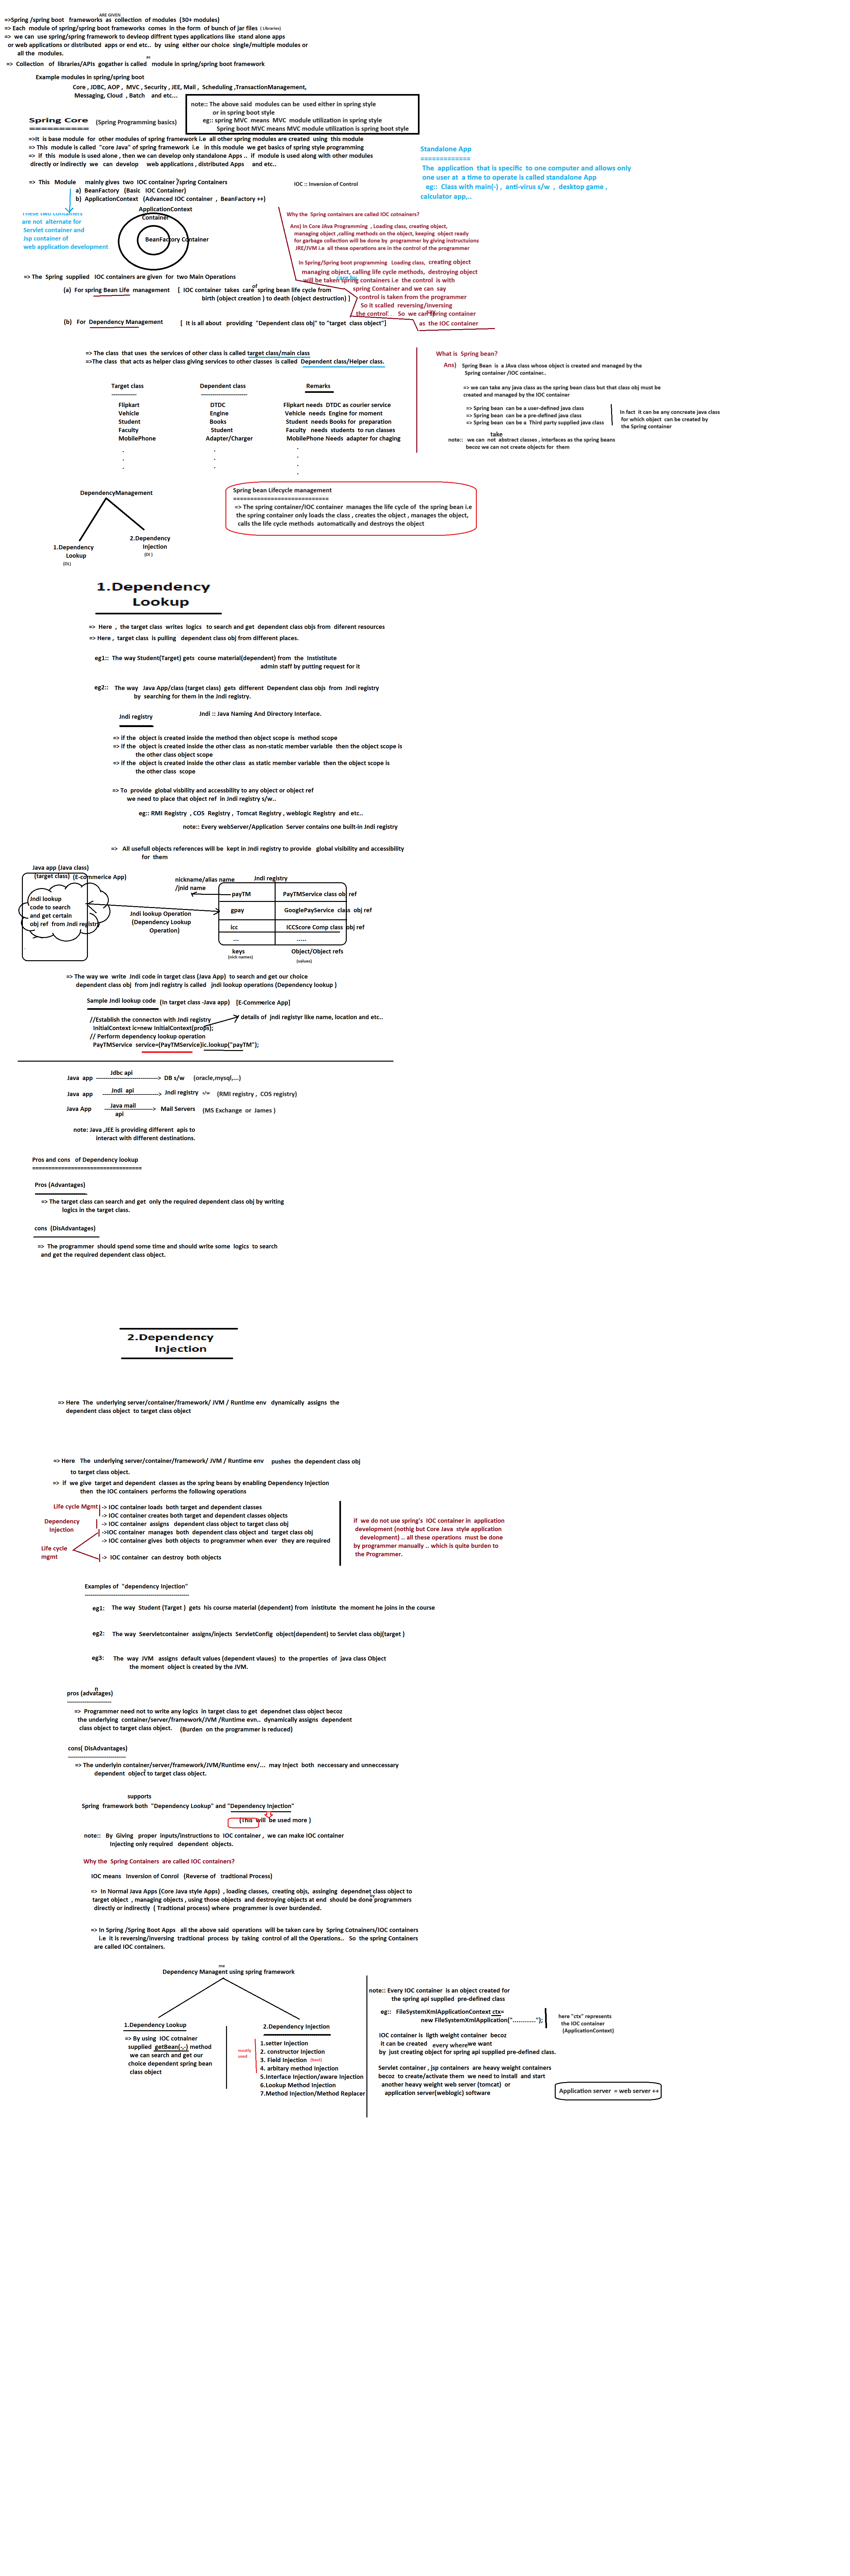 ARE GIVEN
=>Spring /spring boot frameworks as collection of modules (30+ modules)
=> Each module of spring/spring boot frameworks comes in the form of bunch of jar files ( Libraries)
=> we can use spring/spring framework to devleop diffrent types applications like stand alone apps
or web applications or distributed apps or end etc.. by using either our choice single/multiple modules or
all the modules.
as
=> Collection of libraries/APIs gogather is called module in spring/spring boot framework
Example modules in spring/spring boot
Core , JDBC, AOP , MVC , Security , JEE, Mail , Scheduling ,TransactionManagement,
Messaging, Cloud , Batch and etc...
note:: The above said modules can be used either in spring style
or in spring boot style
eg:: spring MVC means MVC module utilization in spring style
Spring boot MVC means MVC module utilization is spring boot style
Spring Core (Spring Programming basics)
==========
=>It is base module for other modules of spring framework i.e all other spring modules are created using this module
=> This module is called "core Java" of spring framework i.e in this module we get basics of spring style programming
=> if this module is used alone , then we can develop only standalone Apps .. if module is used along with other modules
directly or indirectly we can develop web applications , distributed Apps and etc..
Standalone App
=============
The application that is specific to one computer and allows only
one user at a time to operate is called standalone App
eg:: Class with main(-) , anti-virus s/w , desktop game ,
calculator app,..
=> This Module mainly gives two IOC container /spring Containers
a) BeanFactory (Basic IOC Container)
b) ApplicationContext (Advanced IOC container , BeanFactory ++)
IOC :: Inversion of Control
These two containers
are not alternate for
Servlet container and
Jsp container of
web application development
ApplicationContext
Container
BeanFactory Container
Why the Spring containers are called IOC cotnainers?
Ans) In Core JAva Programming , Loading class, creating object,
managing object ,calling methods on the object, keeping object ready
for garbage collection will be done by programmer by giving instructuions
JRE/JVM i.e all these operations are in the control of the programmer
In Spring/Spring boot programming Loading class, creating object
managing object, calling life cycle methods, destroying object
care by
will be taken spring containers i.e the control is with
spring Container and we can say
control is taken from the programmer
So it scalled reversing/inversing
say
the control ... So we can spring container
as the IOC container
=> The Spring supplied IOC containers are given for two Main Operations
of
(a) For spring Bean Life management [ IOC container takes care spring bean life cycle from
birth (object creation ) to death (object destruction) ]
(b) For Dependency Management [ It is all about providing "Dependent class obj" to "target class object"]
=> The class that uses the services of other class is called target class/main class
=>The class that acts as helper class giving services to other classes is called Dependent class/Helper class.
Target class Dependent class Remarks
------------ ----------------------
Flipkart DTDC Flipkart needs DTDC as courier service
Vehicle Engine Vehicle needs Engine for moment
Student Books Student needs Books for preparation
Faculty Student Faculty needs students to run classes
MobilePhone Adapter/Charger MobilePhone Needs adapter for chaging
. . .
. . .
. . .
.
What is Spring bean?
Ans) Spring Bean is a JAva class whose object is created and managed by the
Spring container /IOC container..
=> we can take any java class as the spring bean class but that class obj must be
created and managed by the IOC container
=> Spring bean can be a user-defined java class
=> Spring bean can be a pre-defined java class
=> Spring bean can be a Third party supplied java class
In fact it can be any concreate java class
for which object can be created by
the Spring container
take
note:: we can not abstract classes , interfaces as the spring beans
becoz we can not create objects for them
DependencyManagement
1.Dependency
Lookup
(DL)
2.Dependency
Injection
(DI )
Spring bean Lifecycle management
============================
=> The spring container/IOC container manages the life cycle of the spring bean i.e
the spring container only loads the class , creates the object , manages the object,
calls the life cycle methods automatically and destroys the object
1.Dependency
Lookup
=> Here , the target class writes logics to search and get dependent class objs from diferent resources
=> Here , target class is pulling dependent class obj from different places.
eg1:: The way Student(Target) gets course material(dependent) from the Instistitute
admin staff by putting request for it
eg2:: The way Java App/class (target class) gets different Dependent class objs from Jndi registry
by searching for them in the Jndi registry.
Jndi registry
Jndi :: Java Naming And Directory Interface.
=> if the object is created inside the method then object scope is method scope
=> if the object is created inside the other class as non-static member variable then the object scope is
the other class object scope
=> if the object is created inside the other class as static member variable then the object scope is
the other class scope
=> To provide global visibility and accessbility to any object or object ref
we need to place that object ref in Jndi registry s/w..
eg:: RMI Registry , COS Registry , Tomcat Registry , weblogic Registry and etc..
note:: Every webServer/Application Server contains one built-in Jndi registry
=> All usefull objects references will be kept in Jndi registry to provide global visibility and accessibility
for them
Java app (Java class)
(target class) (E-commerice App)
Jndi lookup
code to search
and get certain
obj ref from Jndi registry
Jndi lookup Operation
(Dependency Lookup
Operation)
nickname/alias name
/jnid name
Jndi registry
payTM PayTMService class obj ref
gpay GooglePayService class obj ref
icc ICCScore Comp class obj ref
... .....
keys Object/Object refs
(nick names) (values)
=> The way we write Jndi code in target class (Java App) to search and get our choice
dependent class obj from jndi registry is called jndi lookup operations (Dependency lookup )
Sample Jndi lookup code (In target class -Java app) [E-Commerice App]
//Establish the connecton with Jndi registry
InitialContext ic=new InitialContext(props);
details of jndi registyr like name, location and etc..
// Perform dependency lookup operation
PayTMService service=(PayTMService)ic.lookup("payTM");
Java app Jdbc api ----------------------------> DB s/w (oracle,mysql,...)
Java app Jndi api ------------------------> Jndi registry s/w (RMI registry , COS registry)
Java App Java mail api -------------------> Mail Servers (MS Exchange or James )
note: Java ,JEE is providing different apis to
interact with different destinations.
Pros and cons of Dependency lookup
=================================
Pros (Advantages)
=> The target class can search and get only the required dependent class obj by writing
logics in the target class.
cons (DisAdvantages)
=> The programmer should spend some time and should write some logics to search
and get the required dependent class object.
2.Dependency
Injection
=> Here The underlying server/container/framework/ JVM / Runtime env dynamically assigns the
dependent class object to target class object
=> Here The underlying server/container/framework/ JVM / Runtime env pushes the dependent class obj
to target class object.
=> if we give target and dependent classes as the spring beans by enabling Dependency Injection
then the IOC containers performs the following operations
Life cycle Mgmt
-> IOC container loads both target and dependent classes
-> IOC container creates both target and dependent classes objects
Dependency
Injection
-> IOC container assigns dependent class object to target class obj
->IOC container manages both dependent class object and target class obj
-> IOC container gives both objects to programmer when ever they are required
Life cycle
mgmt
-> IOC container can destroy both objects
if we do not use spring's IOC container in application
development (nothig but Core Java style application
development) .. all these operations must be done
by programmer manually .. which is quite burden to
the Programmer.
Examples of "dependency Injection"
-------------------------------------------------
eg1: The way Student (Target ) gets his course material (dependent) from inistitute the moment he joins in the course
eg2: The way Seervletcontainer assigns/injects ServletConfig object(dependent) to Servlet class obj(target )
eg3: The way JVM assigns default values (dependent vlaues) to the properties of java class Object
the moment object is created by the JVM.
n
pros (advatages)
---------------------
=> Programmer need not to write any logics in target class to get dependnet class object becoz
the underlying container/server/framework/JVM /Runtime evn.. dynamically assigns dependent
class object to target class object. (Burden on the programmer is reduced)
cons( DisAdvantages)
---------------------------
=> The underlyin container/server/framework/JVM/Runtime env/... may Inject both neccessary and unneccessary
dependent object to target class object.
supports
Spring framework both "Dependency Lookup" and "Dependency Injection"
(This will be used more )
note:: By Giving proper inputs/instructions to IOC container , we can make IOC container
Injecting only required dependent objects.
Why the Spring Containers are called IOC containers?
IOC means Inversion of Conrol (Reverse of tradtional Process)
=> In Normal Java Apps (Core Java style Apps) , loading classes, creating objs, assinging dependnet class object to
by
target object , managing objects , using those objects and destroying objects at end should be done programmers
directly or indirectly ( Tradtional process) where programmer is over burdended.
=> In Spring /Spring Boot Apps all the above said operations will be taken care by Spring Cotnainers/IOC containers
i.e it is reversing/inversing tradtional process by taking control of all the Operations.. So the spring Containers
are called IOC containers.
me
Dependency Managent using spring framework
1.Dependency Lookup
=> By using IOC cotnainer
supplied getBean(-,-) method
we can search and get our
choice dependent spring bean
class object
2.Dependency Injection
mostly
used
1.setter Injection
2. constructor Injection
3. Field Injection (best)
4. arbitary method Injection
5.Interface Injection/aware Injection
6.Lookup Method Injection
7.Method Injection/Method Replacer
note:: Every IOC container is an object created for
the spring api supplied pre-defined class
eg:: FileSystemXmlApplicationContext ctx=
new FileSystemXmlApplication("............");
here "ctx" represents
the IOC container
(ApplicationContext)
IOC container is ligth weight container becoz
it can be created every where we want
by just creating object for spring api supplied pre-defined class.
Servlet container , jsp containers are heavy weight containers
becoz to create/activate them we need to install and start
another heavy weight web server (tomcat) or
application server(weblogic) software
Application server = web server ++